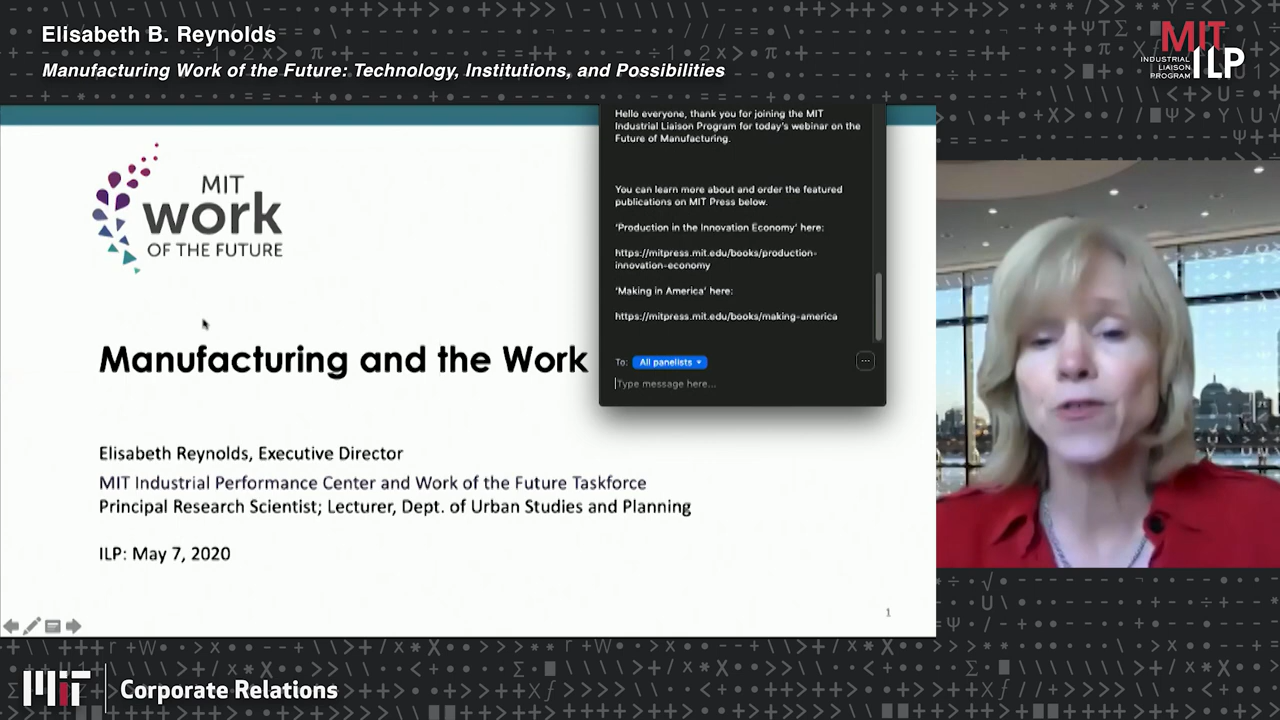 Elisabeth B. Reynolds
Manufacturing Work of the Future: Technology, Institutions, and Possibilities
MIT
INDUSTRIAL
LIAISON
PROGRAM
ILP
MIT
work
OF THE FUTURE
Manufacturing and the Work
Elisabeth Reynolds, Executive Director
MIT Industrial Performance Center and Work of the Future Taskforce
Principal Research Scientist; Lecturer, Dept. of Urban Studies and Planning
ILP: May 7, 2020
1
Hello everyone, thank you for joining the MIT
Industrial Liaison Program for today's webinar on the
Future of Manufacturing.
You can learn more about and order the featured
publications on MIT Press below.
'Production in the Innovation Economy' here:
https://mitpress.mit.edu/books/production-
innovation-economy
'Making in America' here:
https://mitpress.mit.edu/books/making-america
To: All panelists
Type message here...
MIT
Corporate Relations